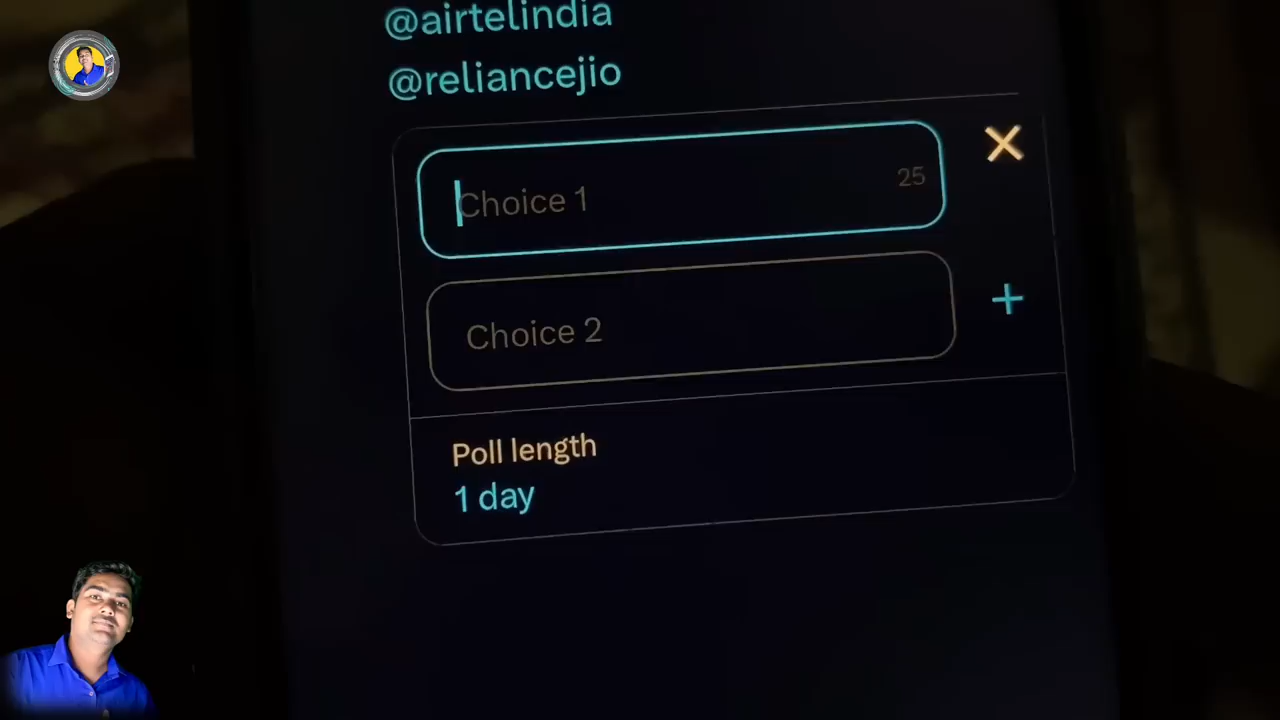 @airtelindia
@reliancejio
Choice 1
25
Choice 2
Poll length
1 day